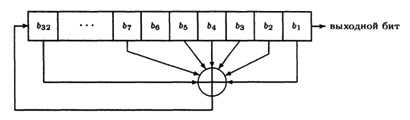 b₃₂ · · · b₇ b₆ b₅ b₄ b₃ b₂ b₁ выходной бит